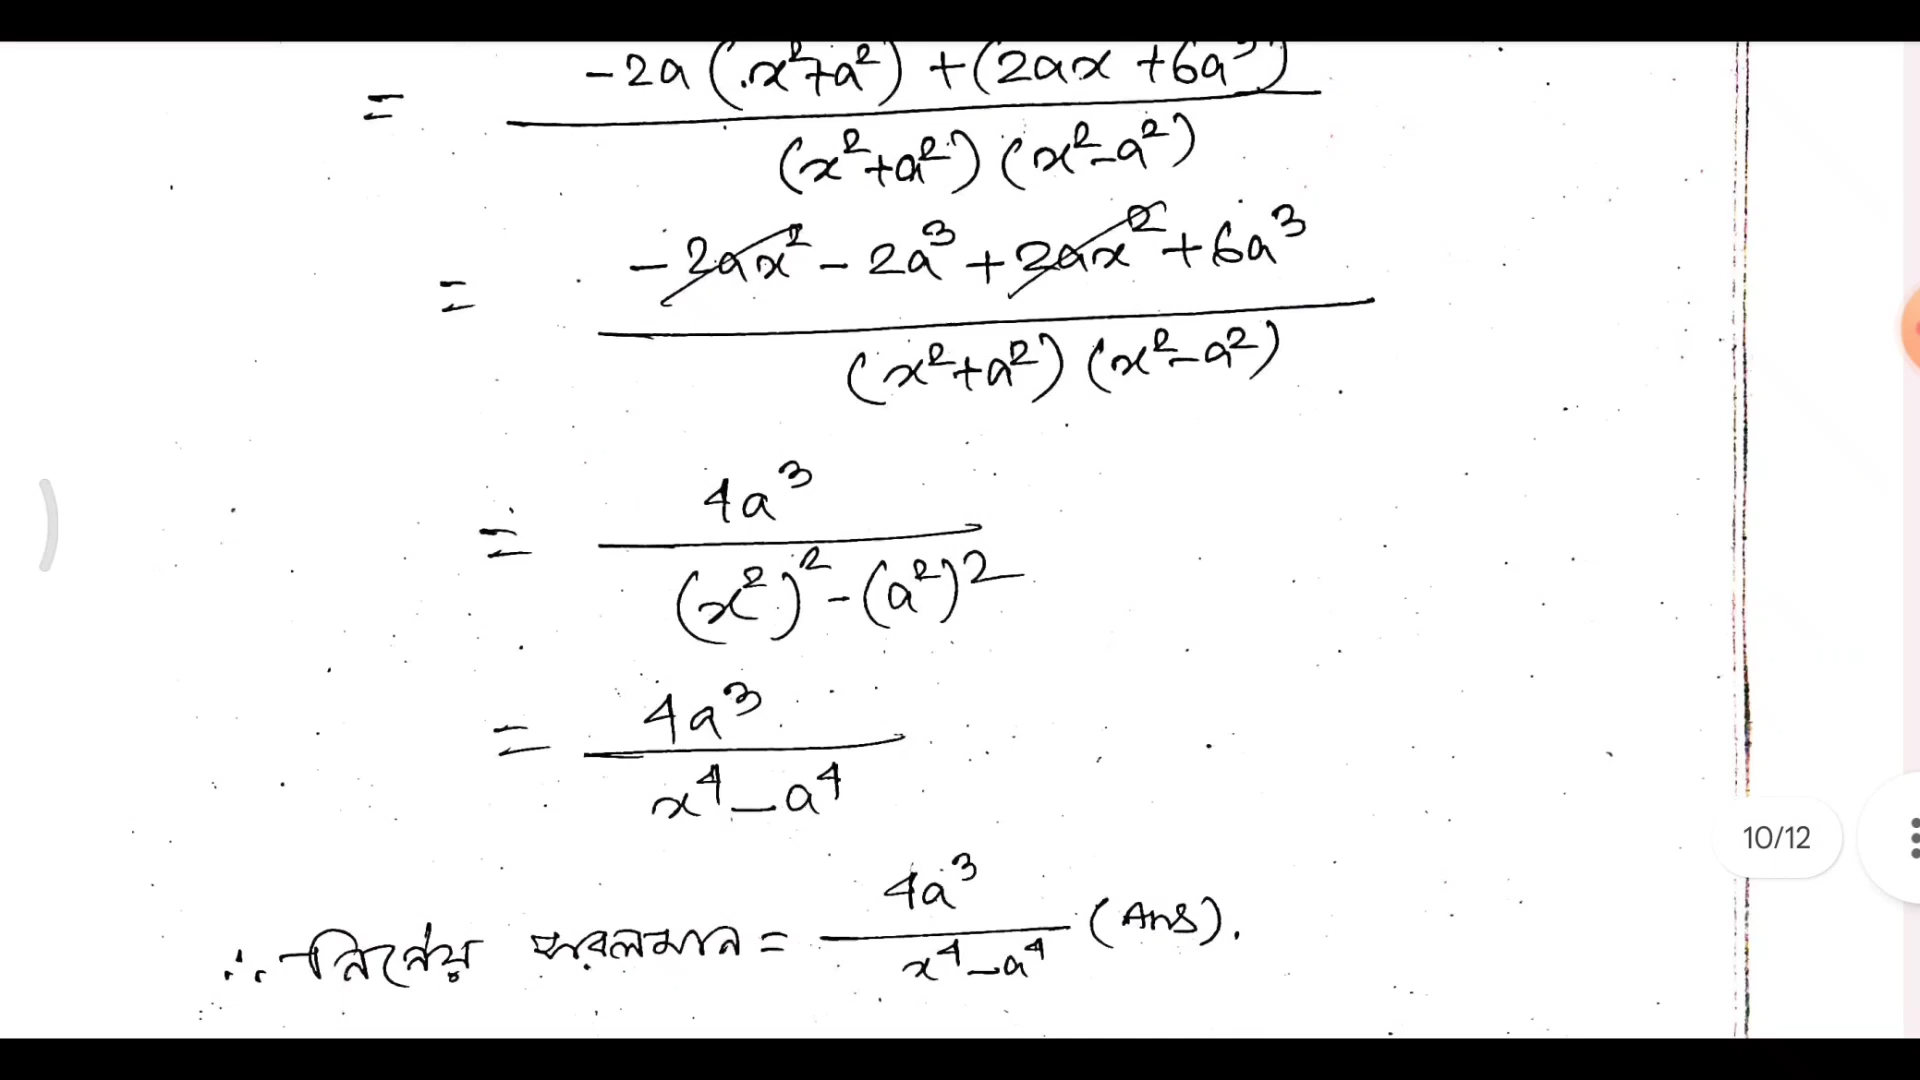 = -2a (x²+a²) + (2ax + 6a³) / (x²+a²) (x²-a²)
= -2ax² - 2a³ + 2ax² + 6a³ / (x²+a²) (x²-a²)
= 4a³ / (x²)² - (a²)²
= 4a³ / x⁴ - a⁴
10/12
∴ নির্ণেয় সরলমান = 4a³ / x⁴ - a⁴ (Ans).